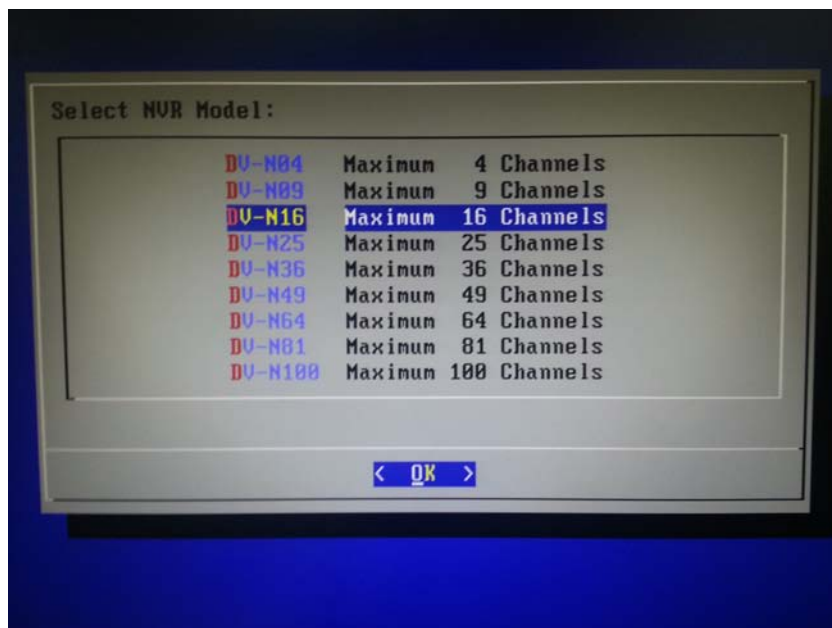 Select NVR Model:
DV-N04 Maximum 4 Channels
DV-N09 Maximum 9 Channels
DV-N16 Maximum 16 Channels
DV-N25 Maximum 25 Channels
DV-N36 Maximum 36 Channels
DV-N49 Maximum 49 Channels
DV-N64 Maximum 64 Channels
DV-N81 Maximum 81 Channels
DV-N100 Maximum 100 Channels
< OK >